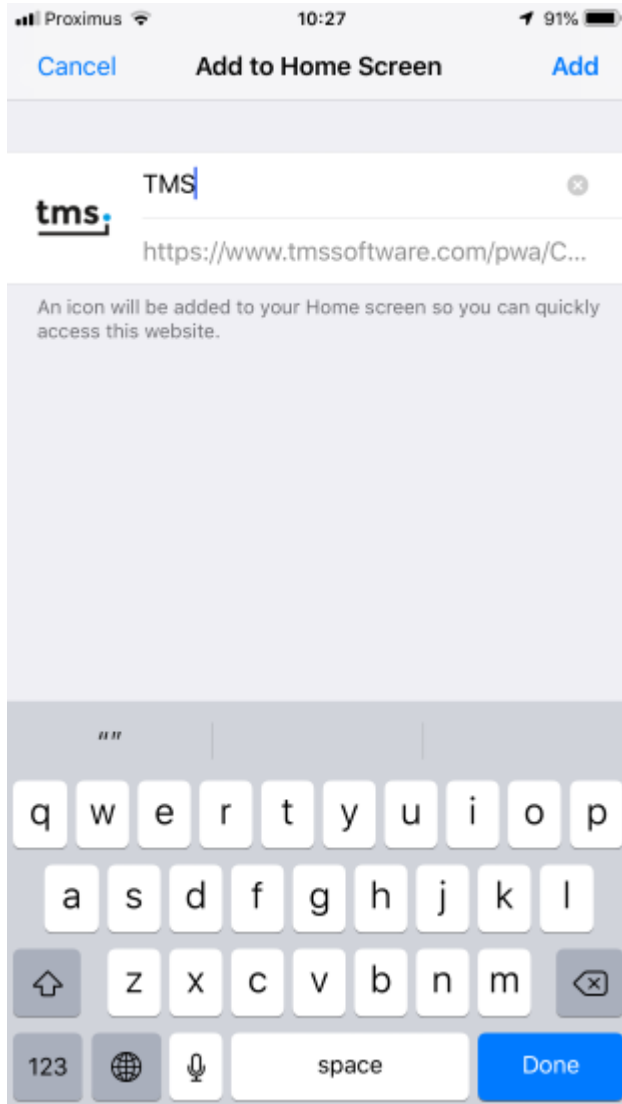 Proximus 10:27 91%
Cancel Add to Home Screen Add
TMS
tms;
https://www.tmssoftware.com/pwa/C...
An icon will be added to your Home screen so you can quickly
access this website.
""
q w e r t y u i o p
a s d f g h j k l
z x c v b n m
123 space Done